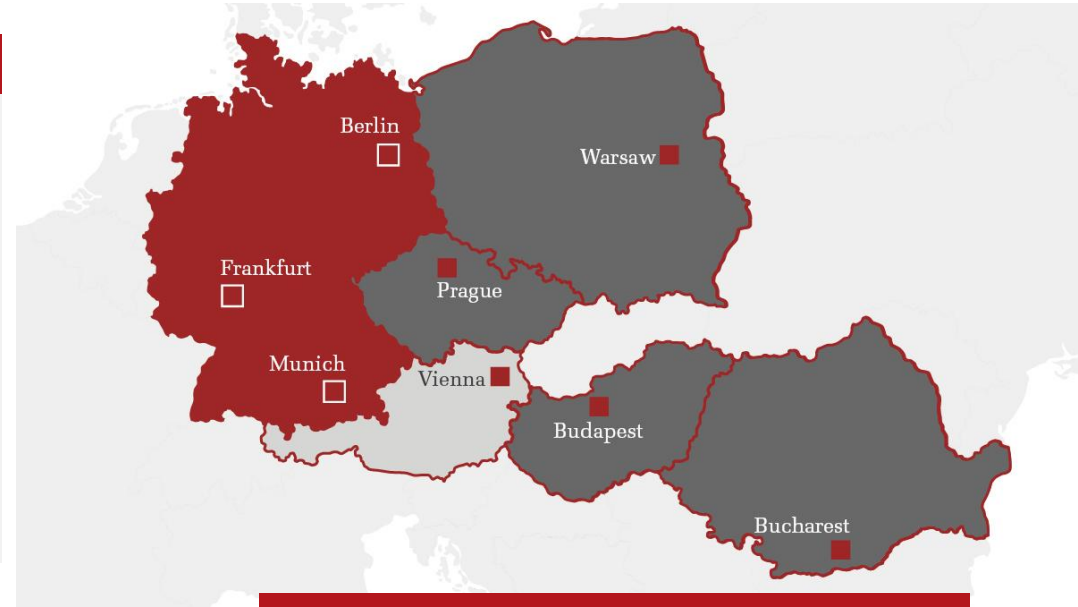 Berlin
Warsaw
Frankfurt
Prague
Munich
Vienna
Budapest
Bucharest